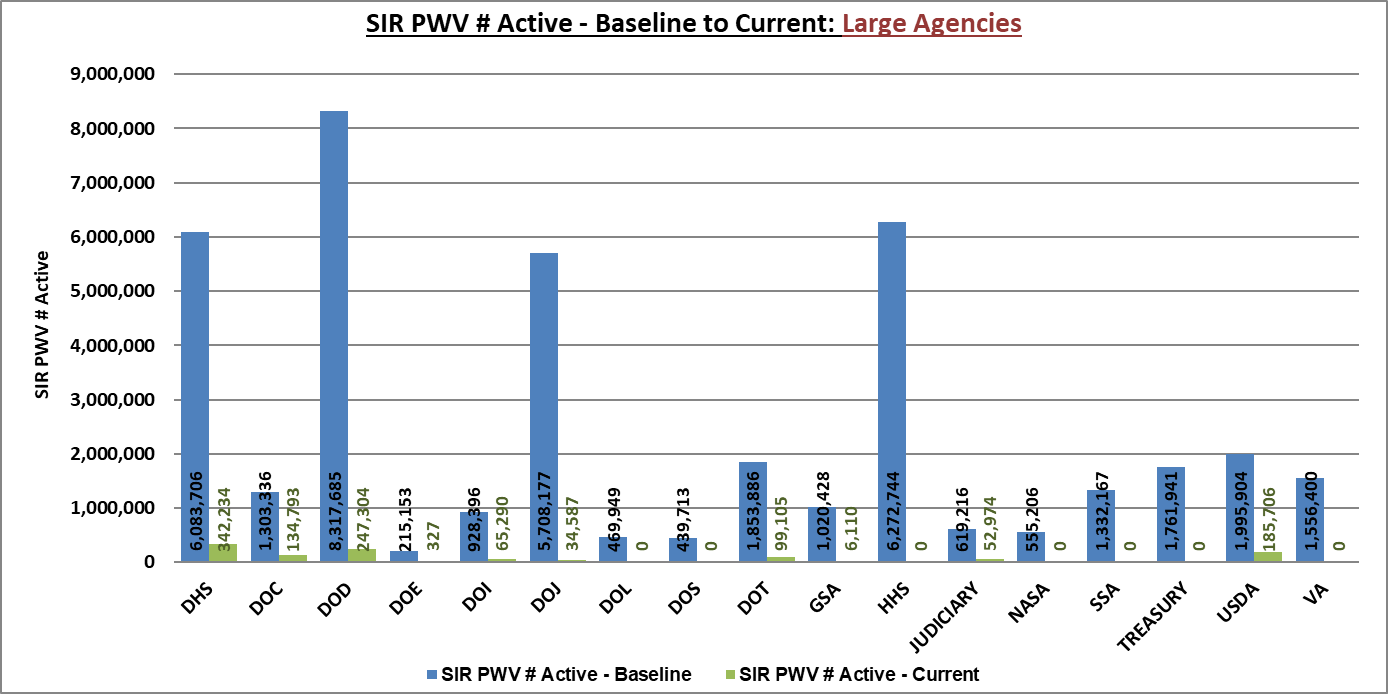 SIR PWV # Active - Baseline to Current: Large Agencies
SIR PWV # Active
9,000,000
8,000,000
7,000,000
6,000,000
5,000,000
4,000,000
3,000,000
2,000,000
1,000,000
0
6,083,706
342,234
1,303,336
134,793
8,317,685
247,304
215,153
327
928,396
65,290
5,708,177
34,587
469,949
0
439,713
0
1,853,886
99,105
1,020,428
6,110
6,272,744
0
619,216
52,974
555,206
0
1,332,167
0
1,761,941
0
1,995,904
185,706
1,556,400
0
DHS
DOC
DOD
DOE
DOI
DOJ
DOL
DOS
DOT
GSA
HHS
JUDICIARY
NASA
SSA
TREASURY
USDA
VA
SIR PWV # Active - Baseline
SIR PWV # Active - Current